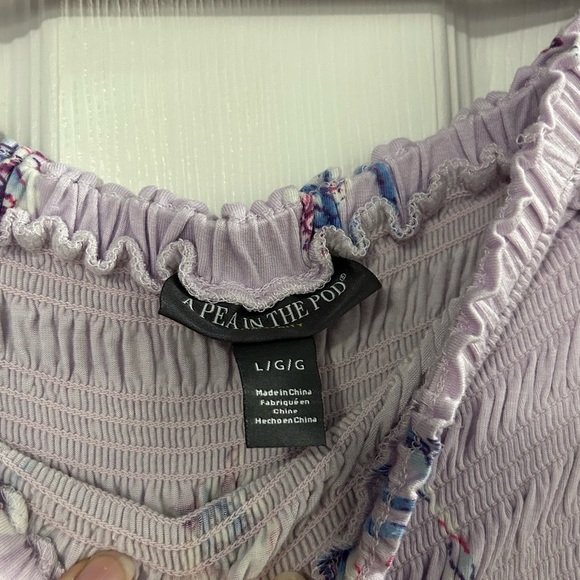 A PEA IN THE POD
L/G/G
Made in China
Fabriqué en
Chine
Hecho en China